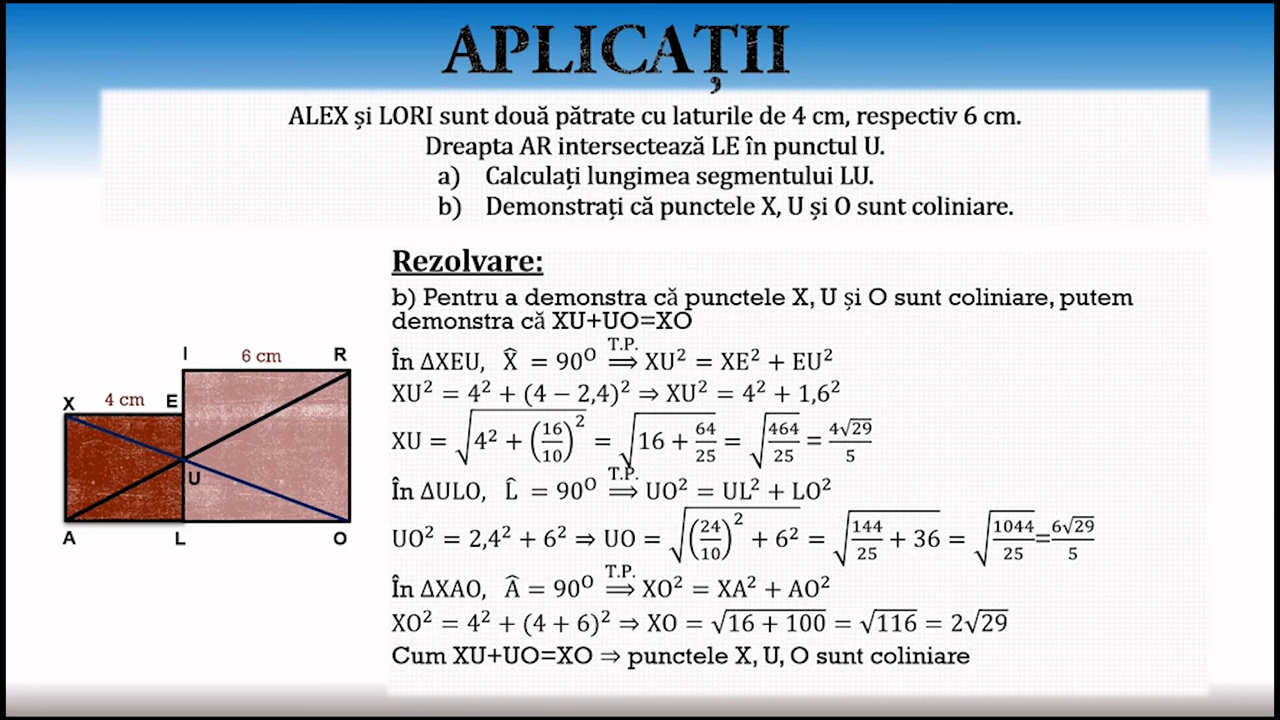 APLICAȚII
ALEX și LORI sunt două pătrate cu laturile de 4 cm, respectiv 6 cm.
Dreapta AR intersectează LE în punctul U.
a) Calculați lungimea segmentului LU.
b) Demonstrați că punctele X, U și O sunt coliniare.
Rezolvare:
b) Pentru a demonstra că punctele X, U și O sunt coliniare, putem
demonstra că XU+UO=XO
În ∆XEU, X̂ = 90⁰ T.P. ⟹ XU² = XE² + EU²
XU² = 4² + (4 − 2,4)² ⇒ XU² = 4² + 1,6²
XU = √(4² + (16/10)²) = √(16 + 64/25) = √(464/25) = 4√29/5
În ∆ULO, L̂ = 90⁰ T.P. ⟹ UO² = UL² + LO²
UO² = 2,4² + 6² ⇒ UO = √((24/10)² + 6²) = √(144/25 + 36) = √(1044/25)=6√29/5
În ∆XAO, Â = 90⁰ T.P. ⟹ XO² = XA² + AO²
XO² = 4² + (4 + 6)² ⇒ XO = √(16 + 100) = √116 = 2√29
Cum XU+UO=XO ⇒ punctele X, U, O sunt coliniare
I 6 cm R
X 4 cm E
U
A L O